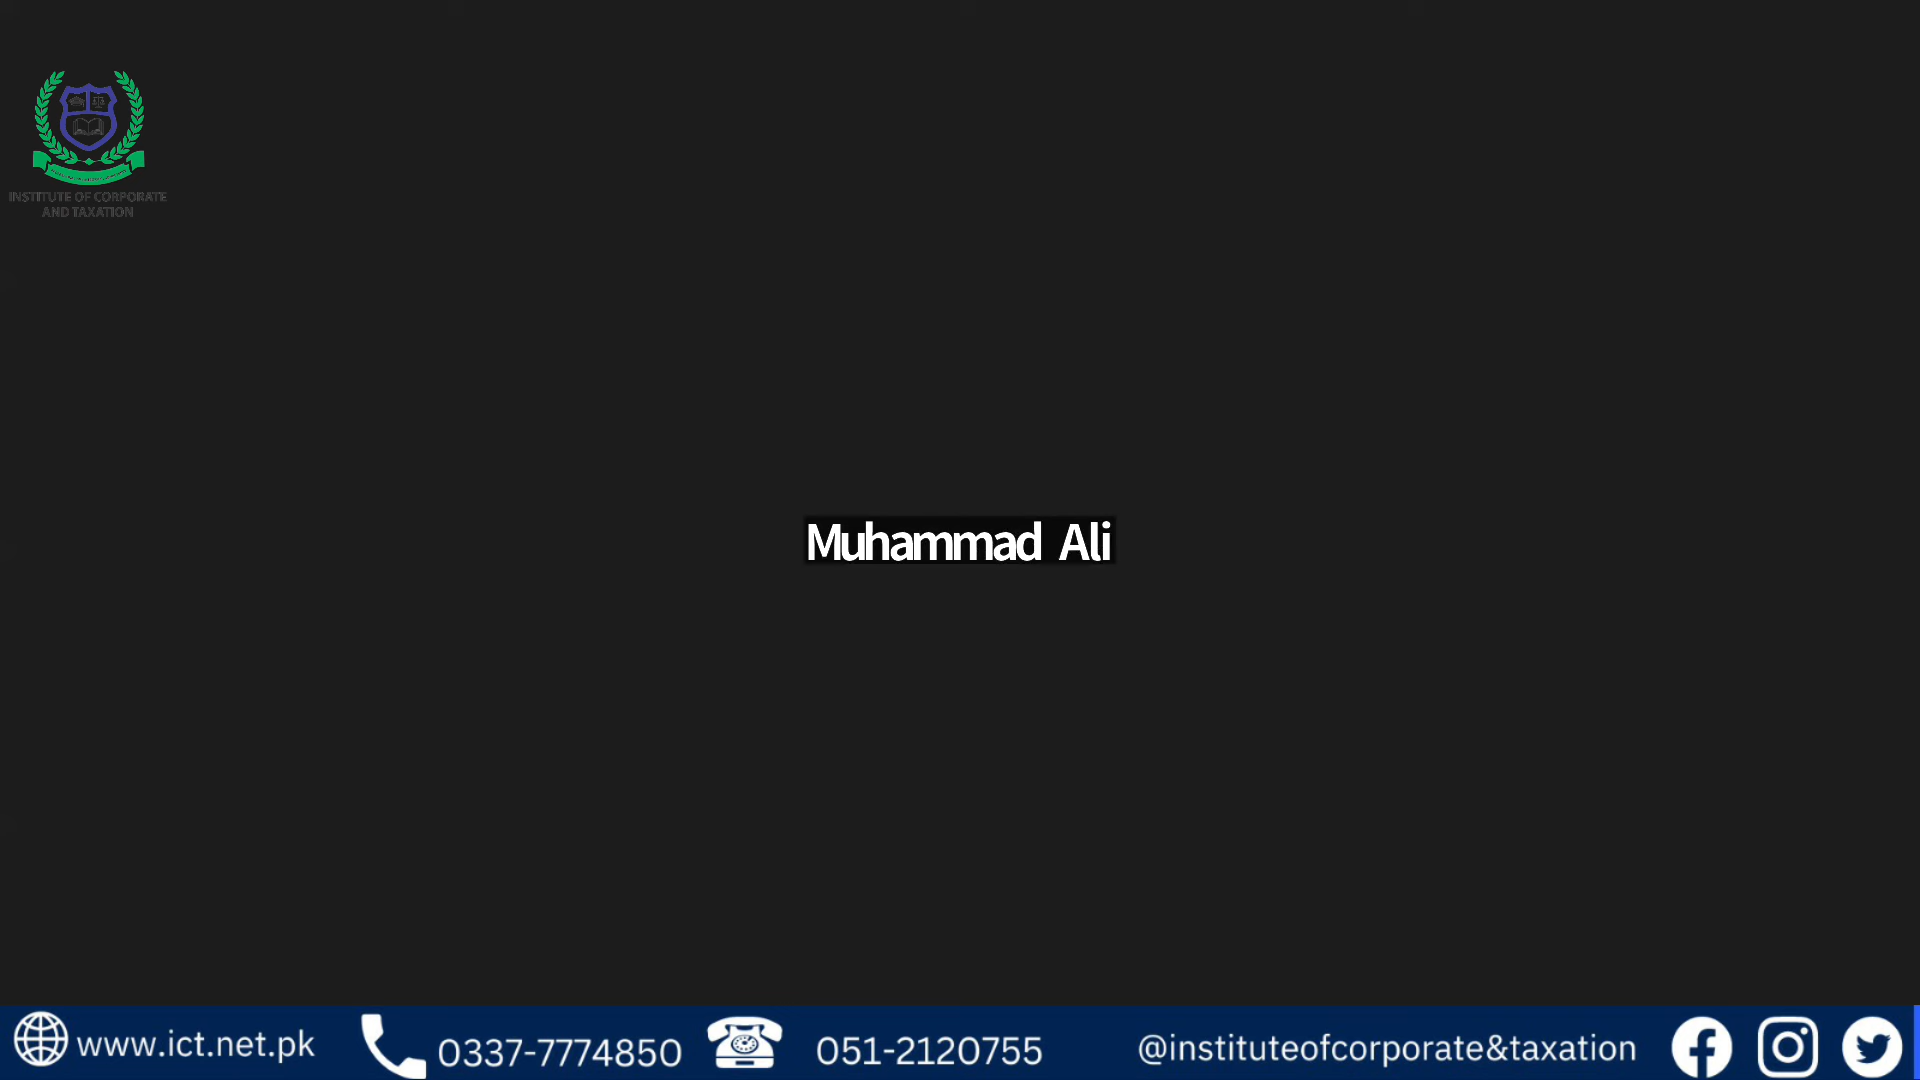 INSTITUTE OF CORPORATE
AND TAXATION
Muhammad Ali
www.ict.net.pk
0337-7774850
051-2120755
@instituteofcorporate&taxation